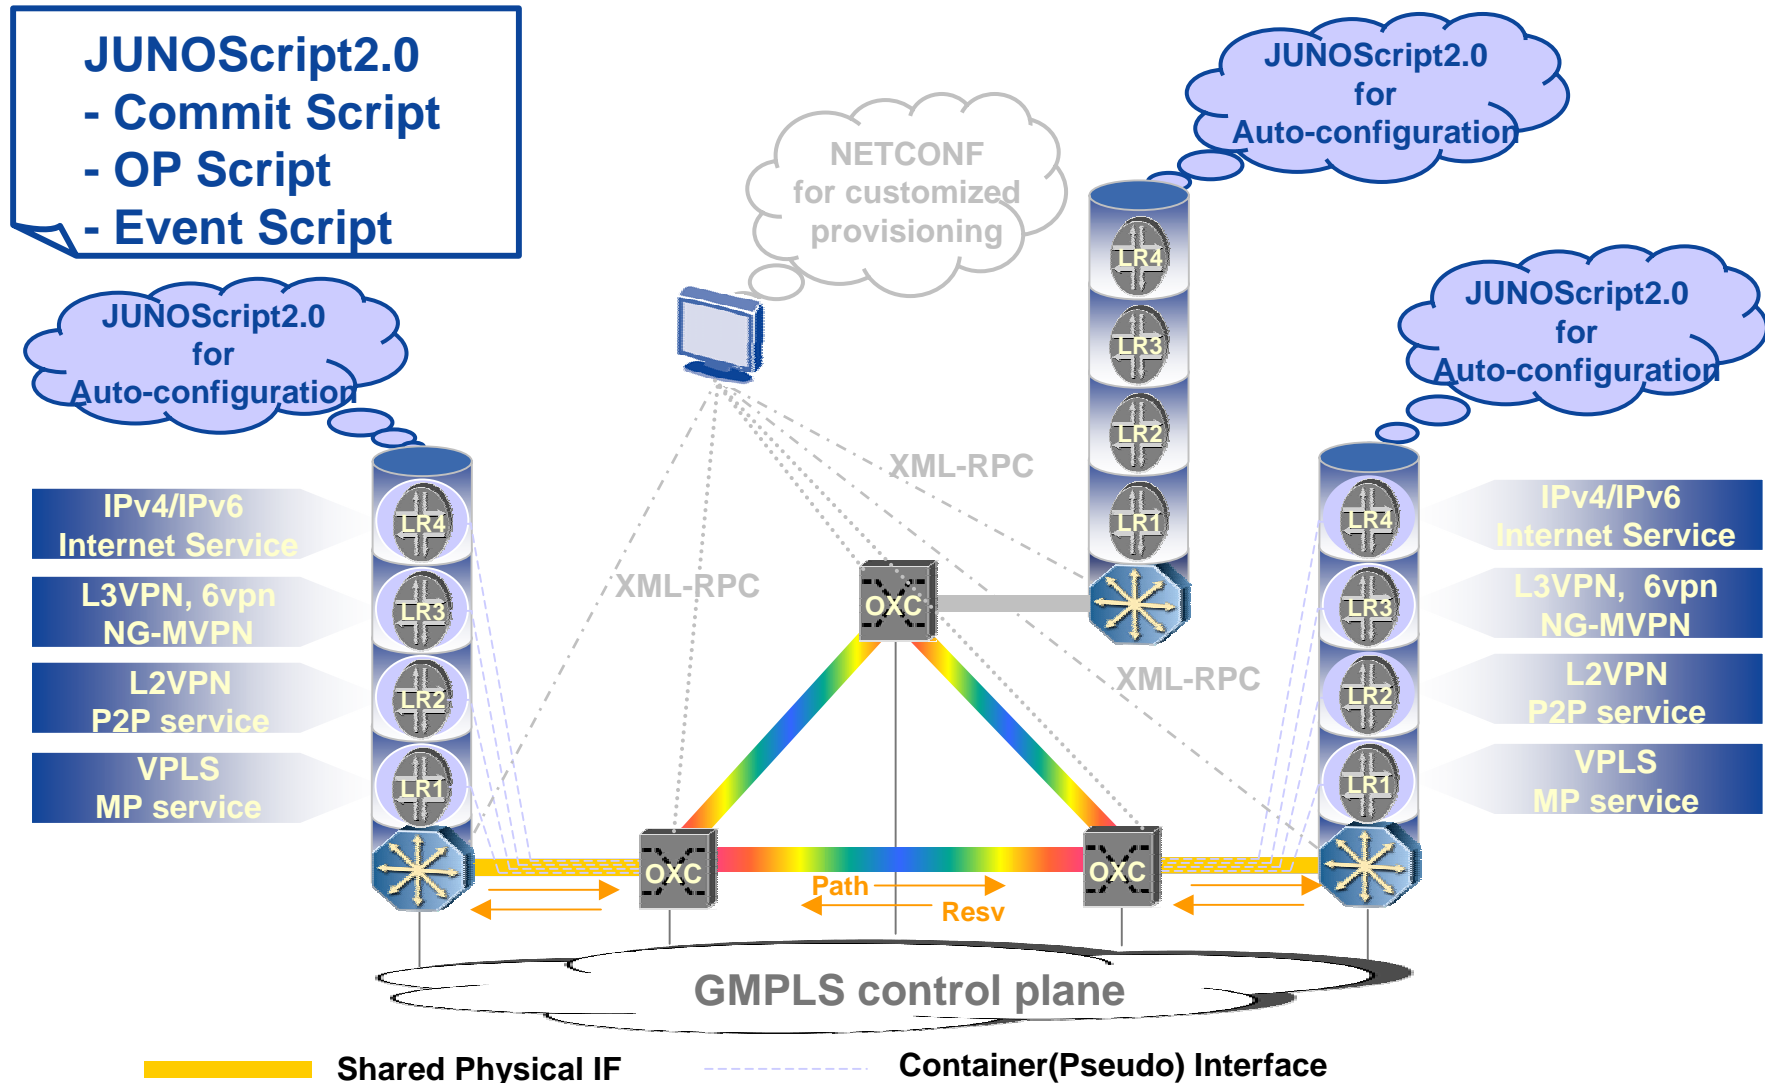 JUNOScript2.0
- Commit Script
- OP Script
- Event Script
JUNOScript2.0
for
Auto-configuration
NETCONF
for customized
provisioning
JUNOScript2.0
for
Auto-configuration
JUNOScript2.0
for
Auto-configuration
LR4
LR3
LR2
LR1
XML-RPC
XML-RPC
XML-RPC
IPv4/IPv6
Internet Service
L3VPN, 6vpn
NG-MVPN
L2VPN
P2P service
VPLS
MP service
LR4
LR3
LR2
LR1
LR4
LR3
LR2
LR1
IPv4/IPv6
Internet Service
L3VPN, 6vpn
NG-MVPN
L2VPN
P2P service
VPLS
MP service
OXC
OXC
OXC
Path
Resv
GMPLS control plane
Shared Physical IF
Container(Pseudo) Interface